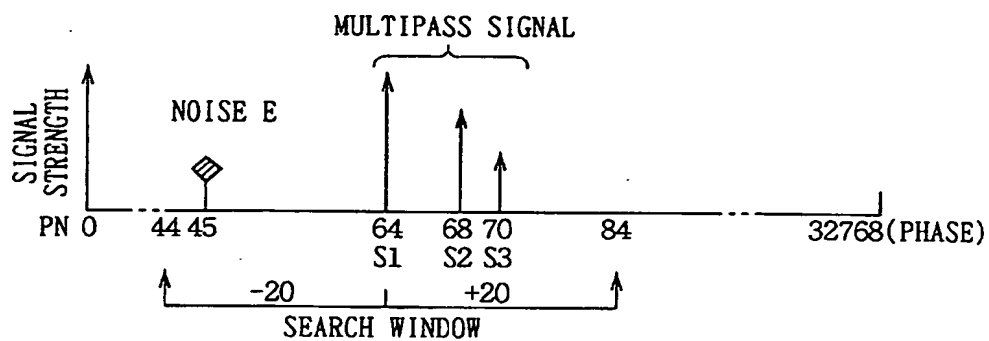 MULTIPASS SIGNAL
NOISE E
SIGNAL
STRENGTH
PN 0 44 45 64 68 70 84 32768(PHASE)
S1 S2 S3
-20 +20
SEARCH WINDOW